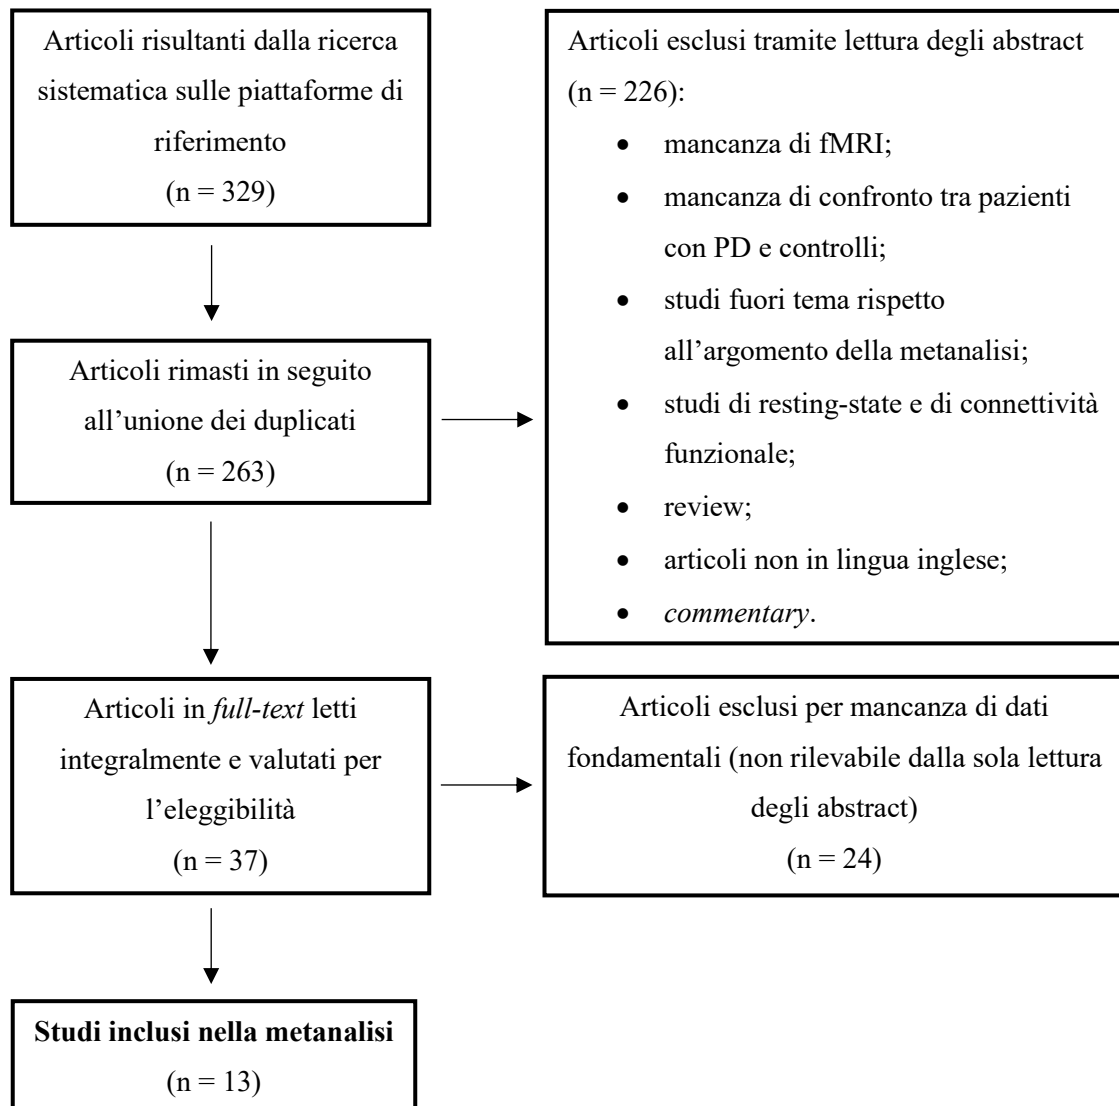 Articoli risultanti dalla ricerca
sistematica sulle piattaforme di
riferimento
(n = 329)
Articoli esclusi tramite lettura degli abstract
(n = 226):
• mancanza di fMRI;
• mancanza di confronto tra pazienti
con PD e controlli;
• studi fuori tema rispetto
all’argomento della metanalisi;
• studi di resting-state e di connettività
funzionale;
• review;
• articoli non in lingua inglese;
• commentary.
Articoli rimasti in seguito
all’unione dei duplicati
(n = 263)
Articoli in full-text letti
integralmente e valutati per
l’eleggibilità
(n = 37)
Articoli esclusi per mancanza di dati
fondamentali (non rilevabile dalla sola lettura
degli abstract)
(n = 24)
Studi inclusi nella metanalisi
(n = 13)